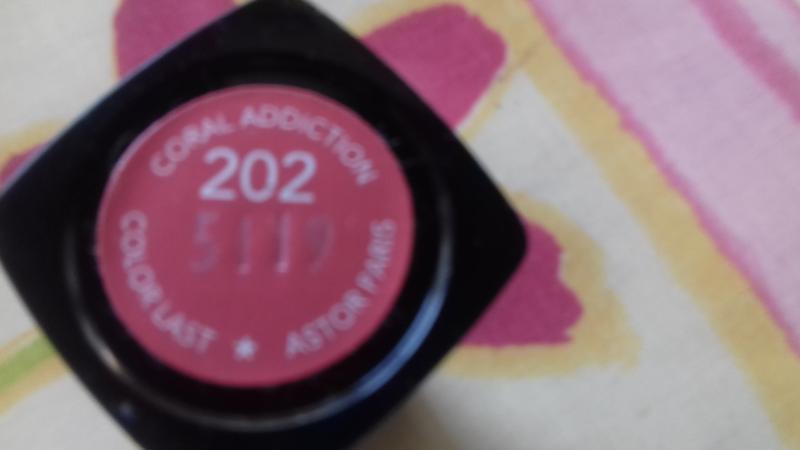 CORAL ADDICTION
202
5119
COLOR LAST ★ ASTOR PARIS